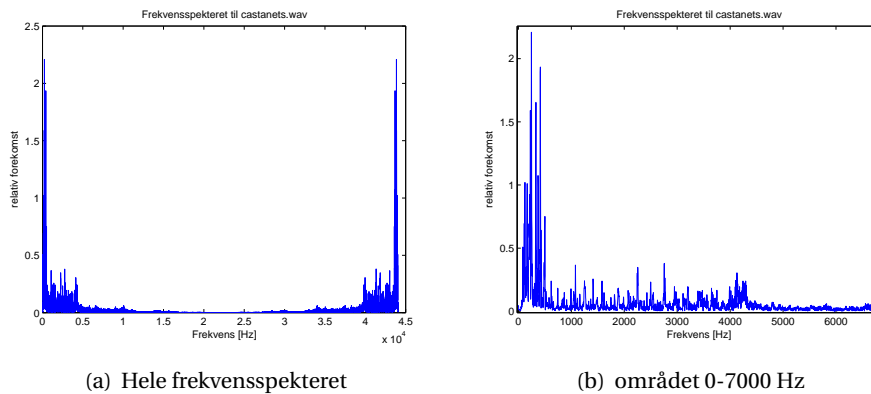 Frekvensspekteret til castanets.wav
2.5
2
1.5
1
0.5
0
relativ forekomst
0 0.5 1 1.5 2 2.5 3 3.5 4 4.5
x 10^4
Frekvens [Hz]
(a) Hele frekvensspekteret
Frekvensspekteret til castanets.wav
2
1.5
1
0.5
0
relativ forekomst
0 1000 2000 3000 4000 5000 6000
Frekvens [Hz]
(b) området 0-7000 Hz